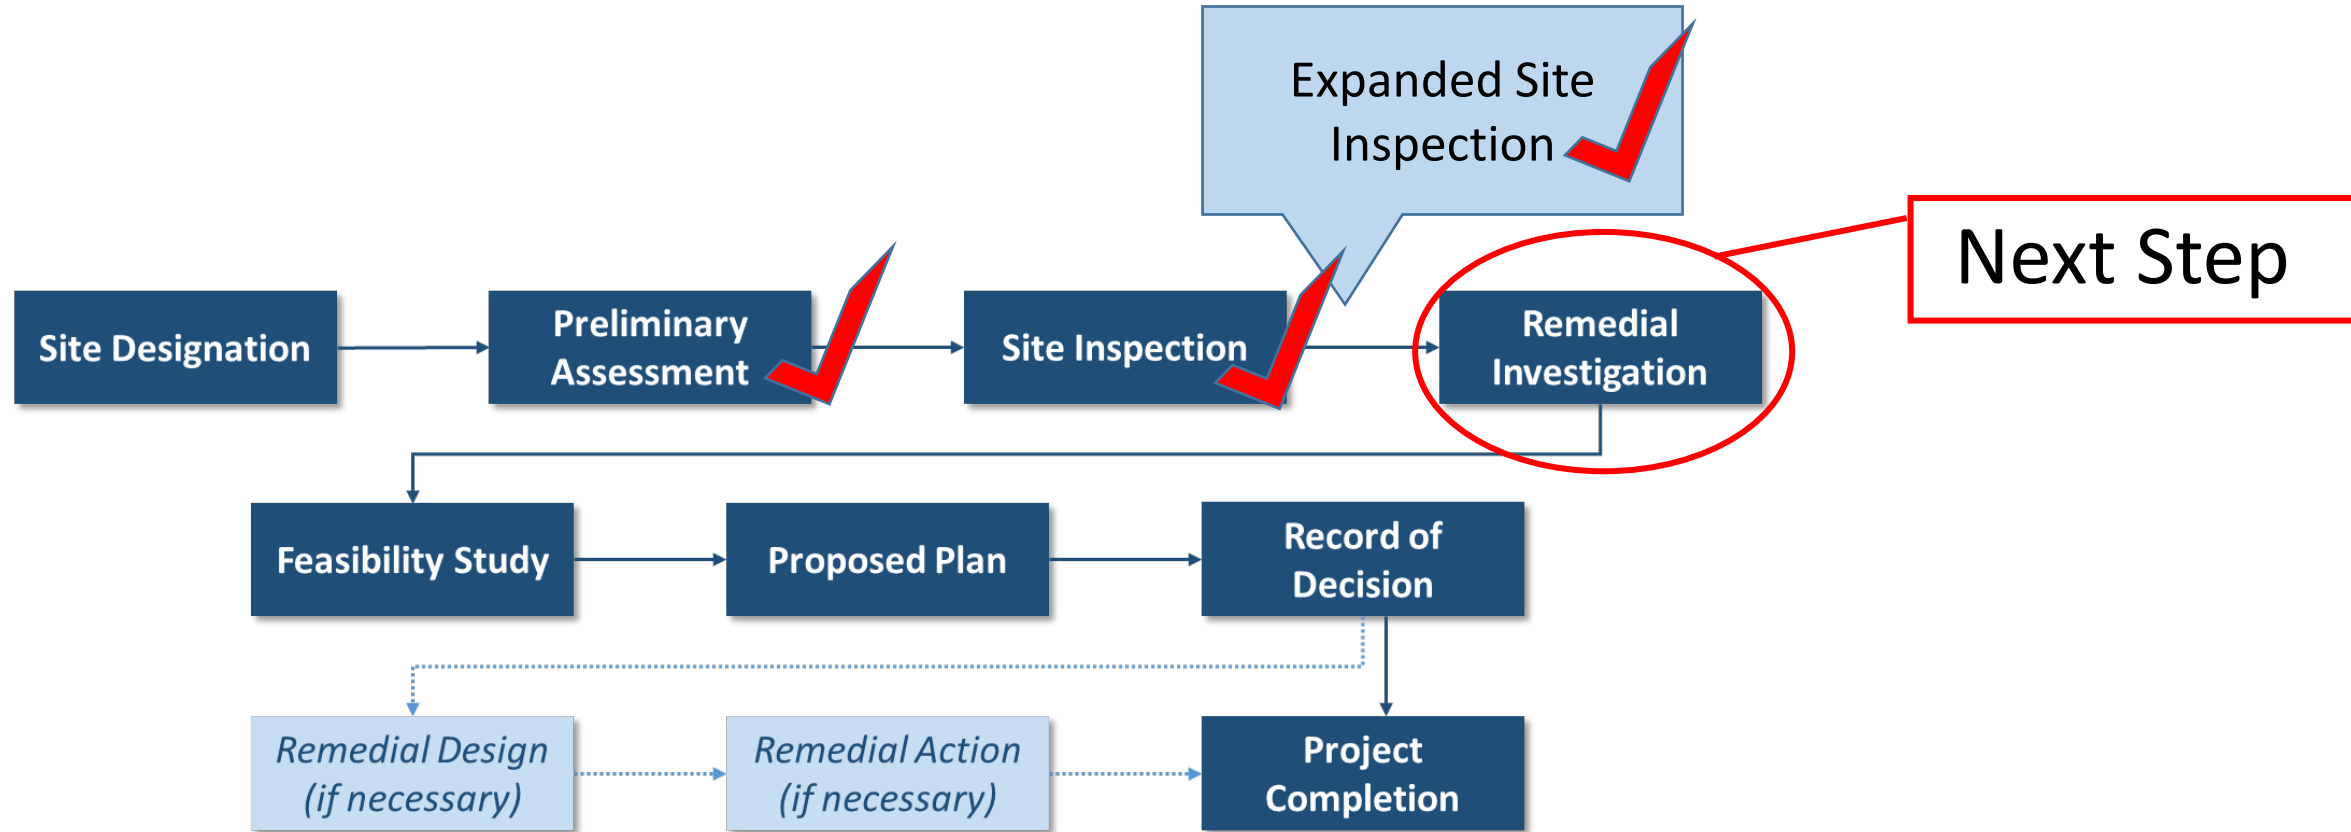 Expanded Site
Inspection
Next Step
Site Designation
Preliminary
Assessment
Site Inspection
Remedial
Investigation
Feasibility Study
Proposed Plan
Record of
Decision
Remedial Design
(if necessary)
Remedial Action
(if necessary)
Project
Completion